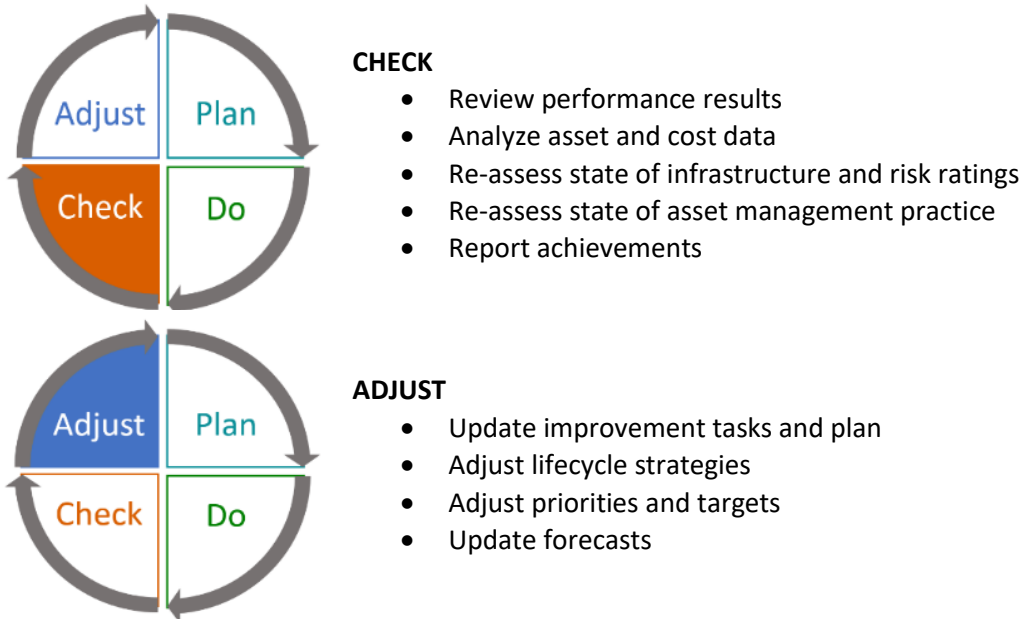 Adjust Plan
Check Do
CHECK
• Review performance results
• Analyze asset and cost data
• Re-assess state of infrastructure and risk ratings
• Re-assess state of asset management practice
• Report achievements
Adjust Plan
Check Do
ADJUST
• Update improvement tasks and plan
• Adjust lifecycle strategies
• Adjust priorities and targets
• Update forecasts